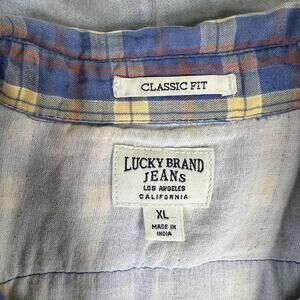 CLASSIC FIT
LUCKY BRAND
JEANS
LOS ANGELES
CALIFORNIA
XL
MADE IN
INDIA